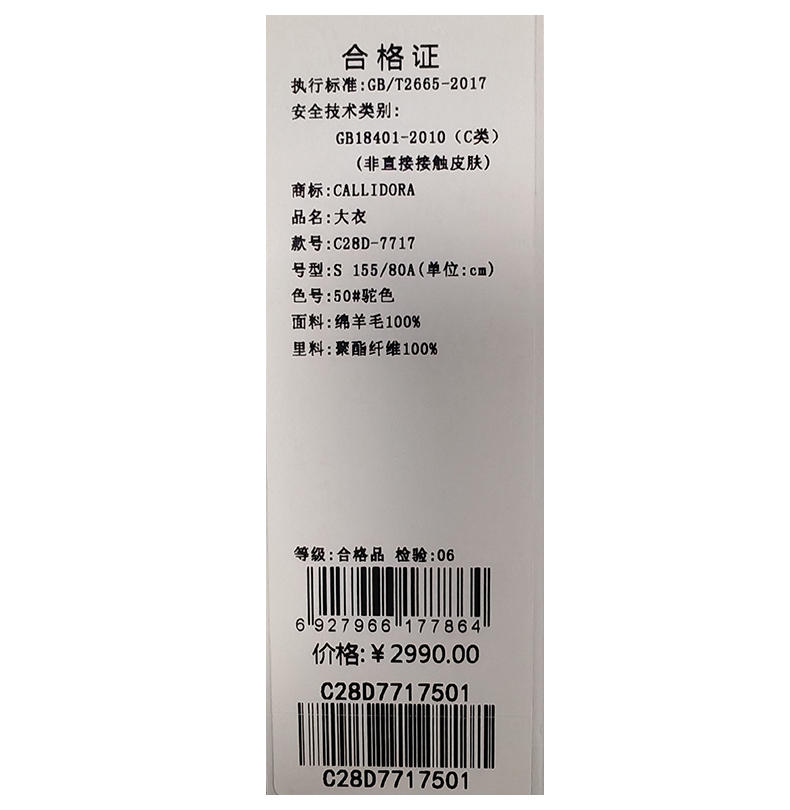 合格证
执行标准:GB/T2665-2017
安全技术类别:
GB18401-2010（C类）
(非直接接触皮肤)
商标:CALLIDORA
品名:大衣
款号:C28D-7717
号型:S 155/80A(单位:cm)
色号:50#驼色
面料:绵羊毛100%
里料:聚酯纤维100%
等级:合格品 检验:06
6 927966 177864
价格:￥2990.00
C28D7717501
C28D7717501